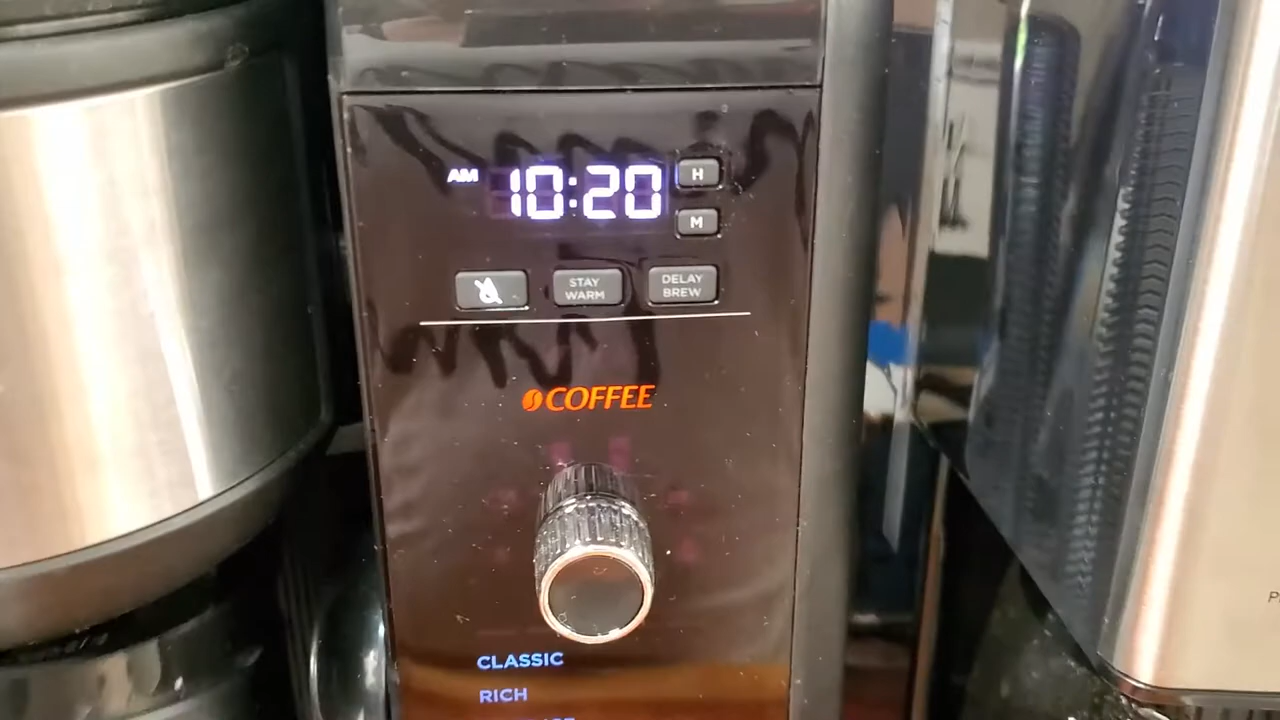 AM 10:20 H
M
STAY WARM
DELAY BREW
COFFEE
CLASSIC
RICH